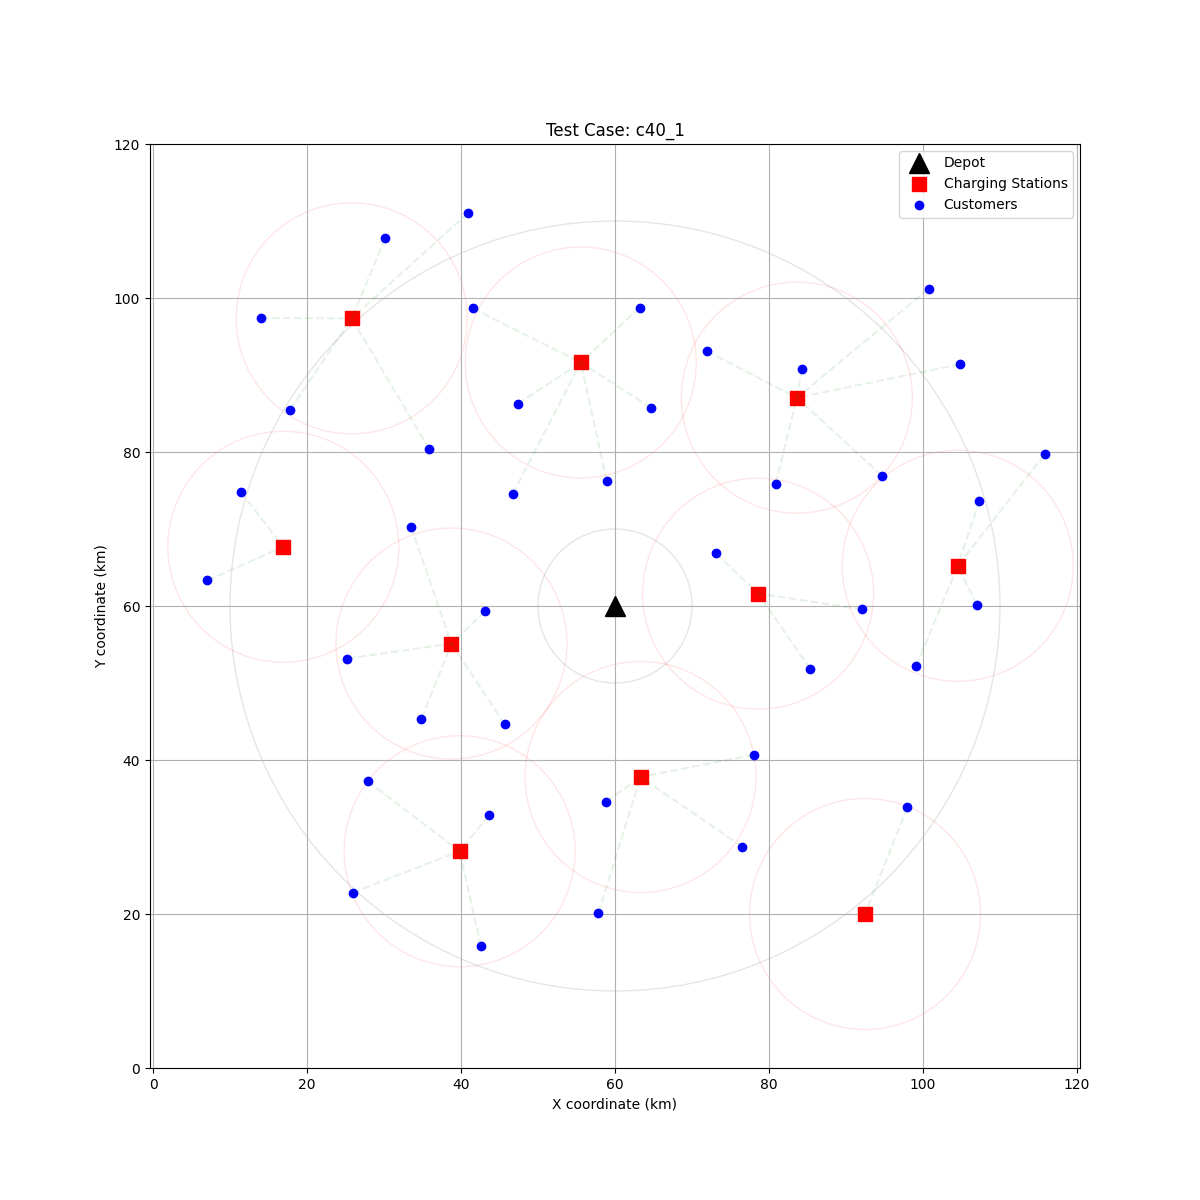 Test Case: c40_1
Depot
Charging Stations
Customers
Y coordinate (km)
120
100
80
60
40
20
0
0 20 40 60 80 100 120
X coordinate (km)